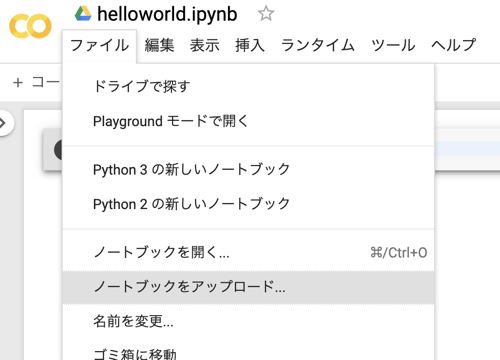 helloworld.ipynb
ファイル 編集 表示 挿入 ランタイム ツール ヘルプ
+ コー
ドライブで探す
Playground モードで開く
Python 3 の新しいノートブック
Python 2 の新しいノートブック
ノートブックを開く... ⌘/Ctrl+O
ノートブックをアップロード...
名前を変更...
ゴミ箱に移動